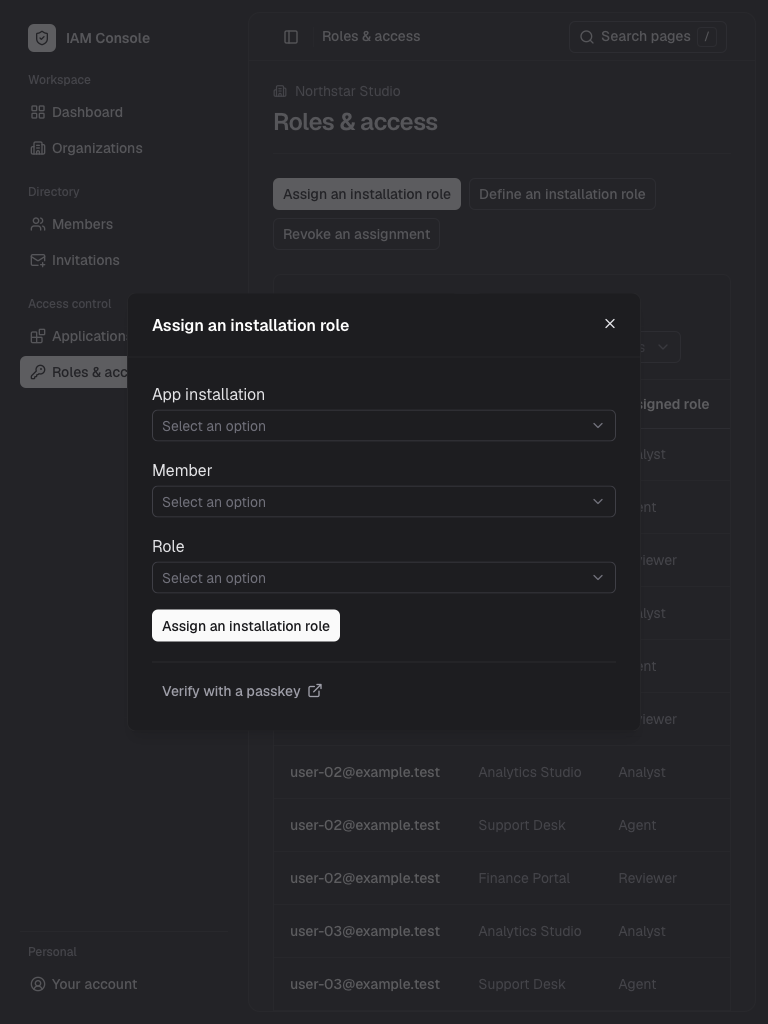 IAM Console
Workspace
Dashboard
Organizations
Directory
Members
Invitations
Access control
Application
Roles & acc
Personal
Your account
Roles & access
Search pages /
Northstar Studio
Roles & access
Assign an installation role
Define an installation role
Revoke an assignment
Assign an installation role
App installation
Select an option
Member
Select an option
Role
Select an option
Assign an installation role
Verify with a passkey
signed role
alyst
ent
iewer
alyst
ent
iewer
user-02@example.test Analytics Studio Analyst
user-02@example.test Support Desk Agent
user-02@example.test Finance Portal Reviewer
user-03@example.test Analytics Studio Analyst
user-03@example.test Support Desk Agent